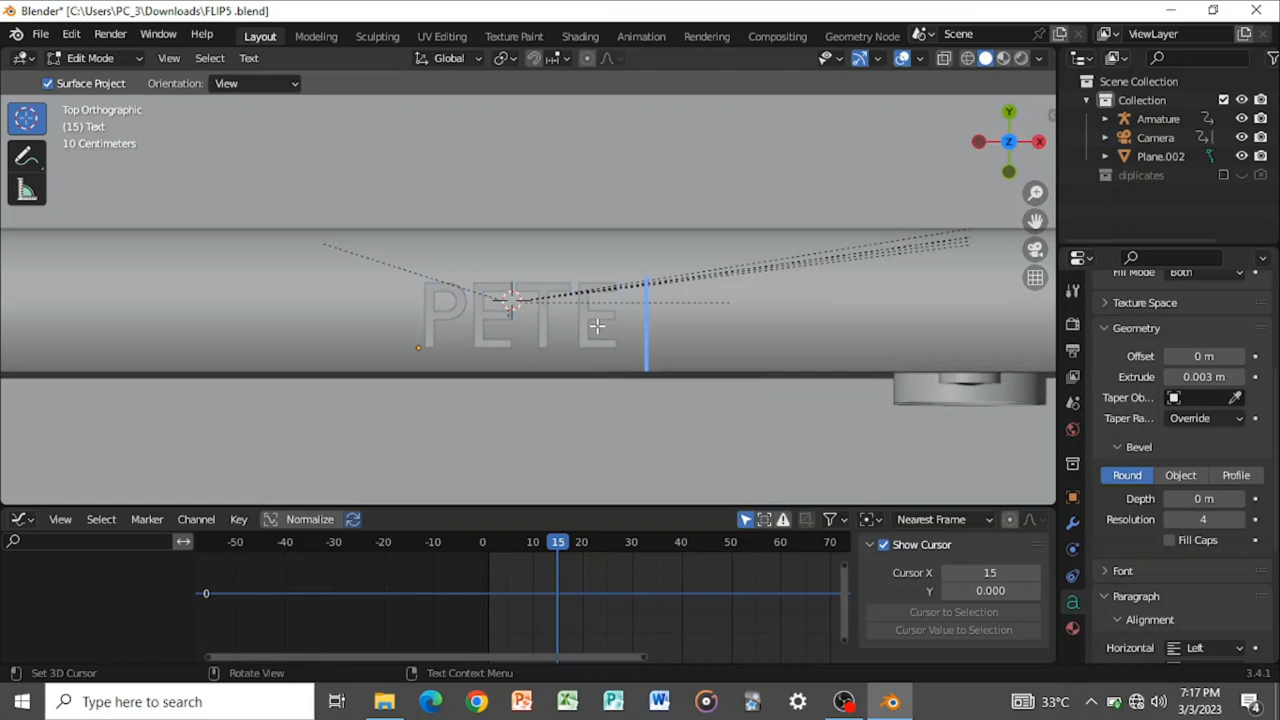 Blender* [C:\Users\PC_3\Downloads\FLIP5 .blend]
File Edit Render Window Help Layout Modeling Sculpting UV Editing Texture Paint Shading Animation Rendering Compositing Geometry Node Scene ViewLayer
Edit Mode View Select Text Global
Surface Project Orientation: View
Top Orthographic
(15) Text
10 Centimeters
Y
X
Z
PETE
Scene Collection
Collection
Armature
Camera
Plane.002
diplicates
Fill Mode Both
Texture Space
Geometry
Offset 0 m
Extrude 0.003 m
Taper Ob...
Taper Ra... Override
Bevel
Round Object Profile
Depth 0 m
Resolution 4
Fill Caps
Font
Paragraph
Alignment
Horizontal Left
View Select Marker Channel Key Normalize Nearest Frame
-50 -40 -30 -20 -10 0 10 15 20 30 40 50 60 70
0
Show Cursor
Cursor X 15
Y 0.000
Cursor to Selection
Cursor Value to Selection
Set 3D Cursor Rotate View Text Context Menu 3.4.1
Type here to search
33°C
7:17 PM
3/3/2023
4